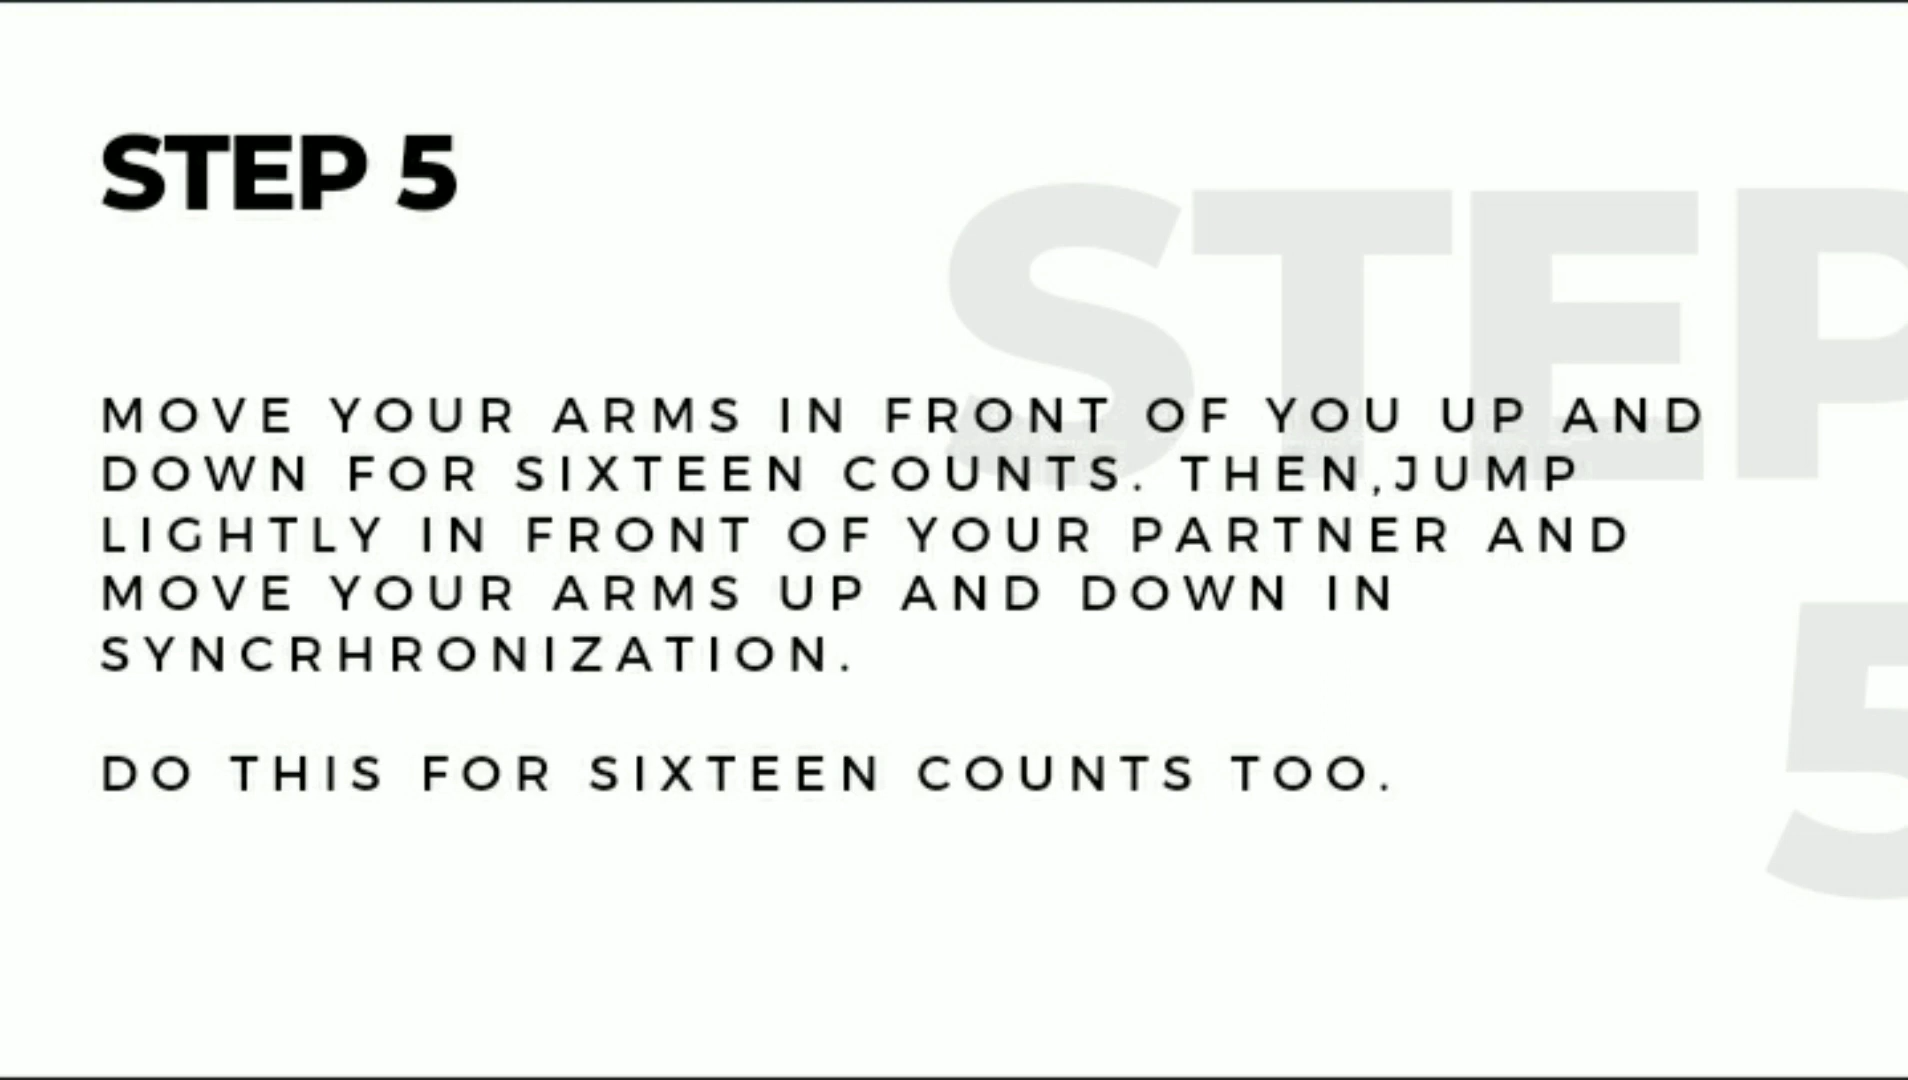 STEP 5
STEP
MOVE YOUR ARMS IN FRONT OF YOU UP AND
DOWN FOR SIXTEEN COUNTS. THEN,JUMP
LIGHTLY IN FRONT OF YOUR PARTNER AND
MOVE YOUR ARMS UP AND DOWN IN
SYNCRHRONIZATION.
5
DO THIS FOR SIXTEEN COUNTS TOO.